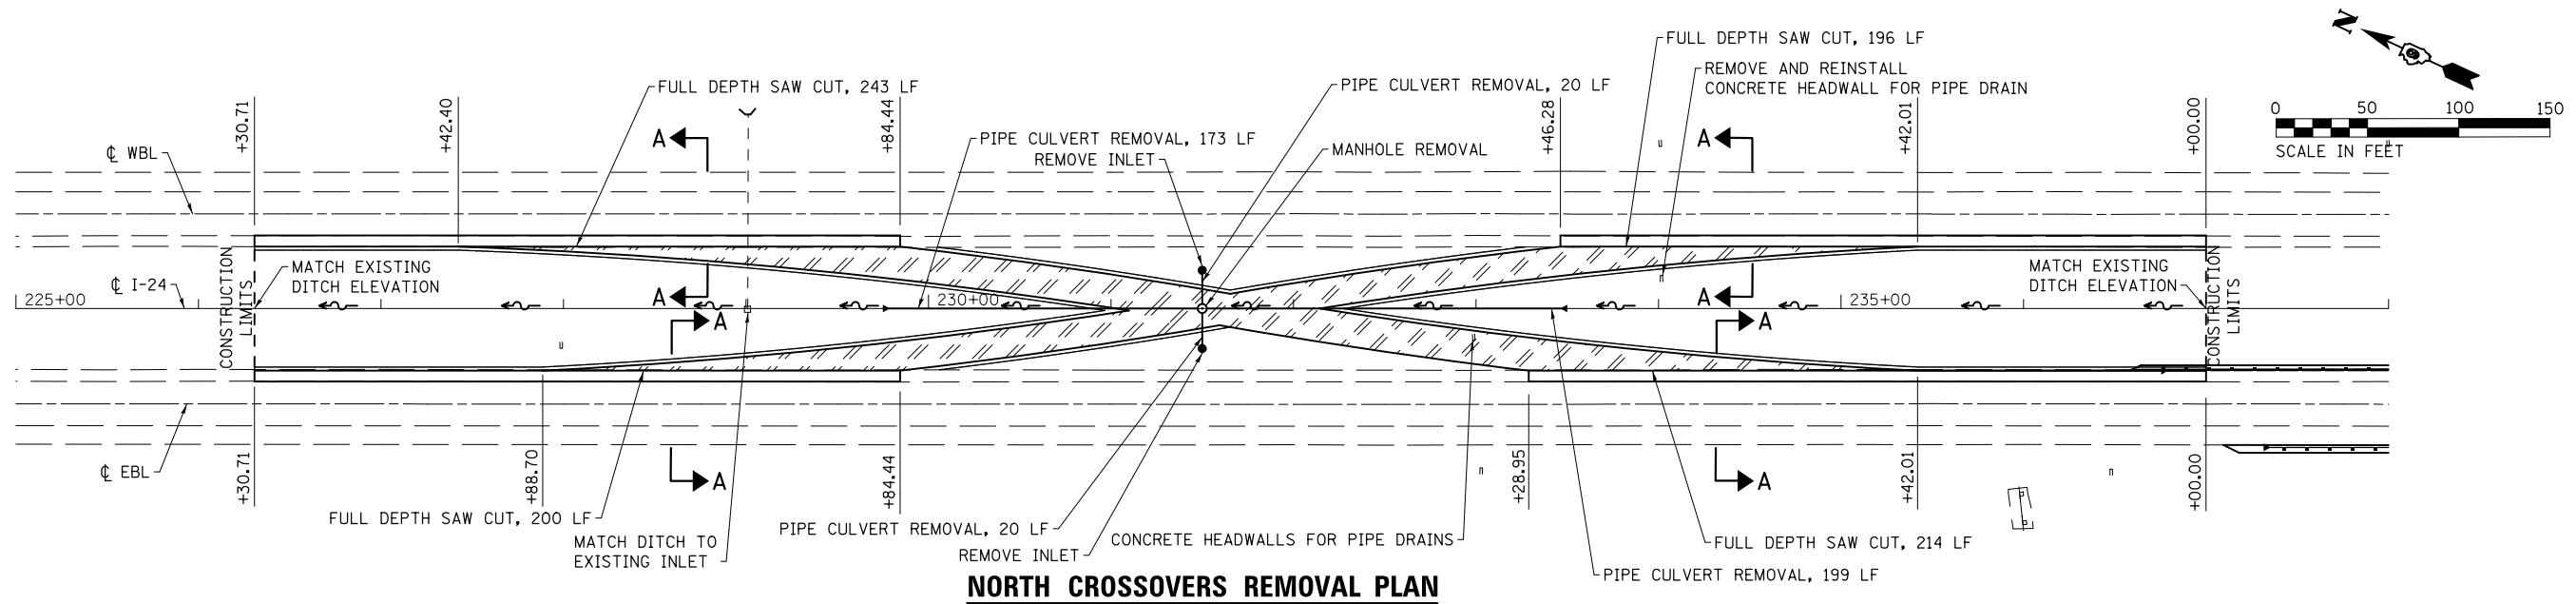 FULL DEPTH SAW CUT, 196 LF
REMOVE AND REINSTALL
CONCRETE HEADWALL FOR PIPE DRAIN
N
0 50 100 150
SCALE IN FEET
FULL DEPTH SAW CUT, 243 LF
PIPE CULVERT REMOVAL, 20 LF
+30.71
+42.40
+84.44
+46.28
+42.01
+00.00
A
A
PIPE CULVERT REMOVAL, 173 LF
REMOVE INLET
MANHOLE REMOVAL
℄ WBL
CONSTRUCTION
LIMITS
MATCH EXISTING
DITCH ELEVATION
MATCH EXISTING
DITCH ELEVATION
CONSTRUCTION
LIMITS
℄ I-24
225+00
230+00
235+00
A
A
A
A
℄ EBL
+30.71
+88.70
+84.44
+28.95
+42.01
+00.00
A
A
FULL DEPTH SAW CUT, 200 LF
MATCH DITCH TO
EXISTING INLET
PIPE CULVERT REMOVAL, 20 LF
REMOVE INLET
CONCRETE HEADWALLS FOR PIPE DRAINS
FULL DEPTH SAW CUT, 214 LF
PIPE CULVERT REMOVAL, 199 LF
NORTH CROSSOVERS REMOVAL PLAN